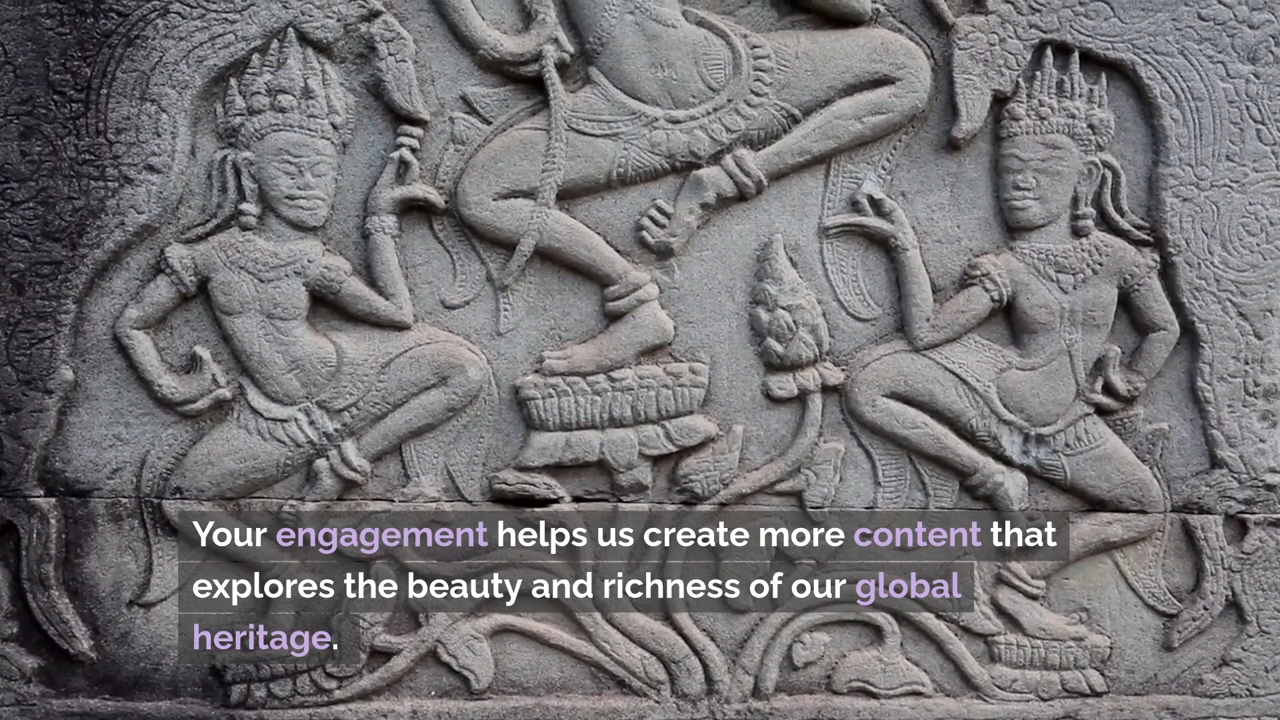 Your engagement helps us create more content that
explores the beauty and richness of our global
heritage.